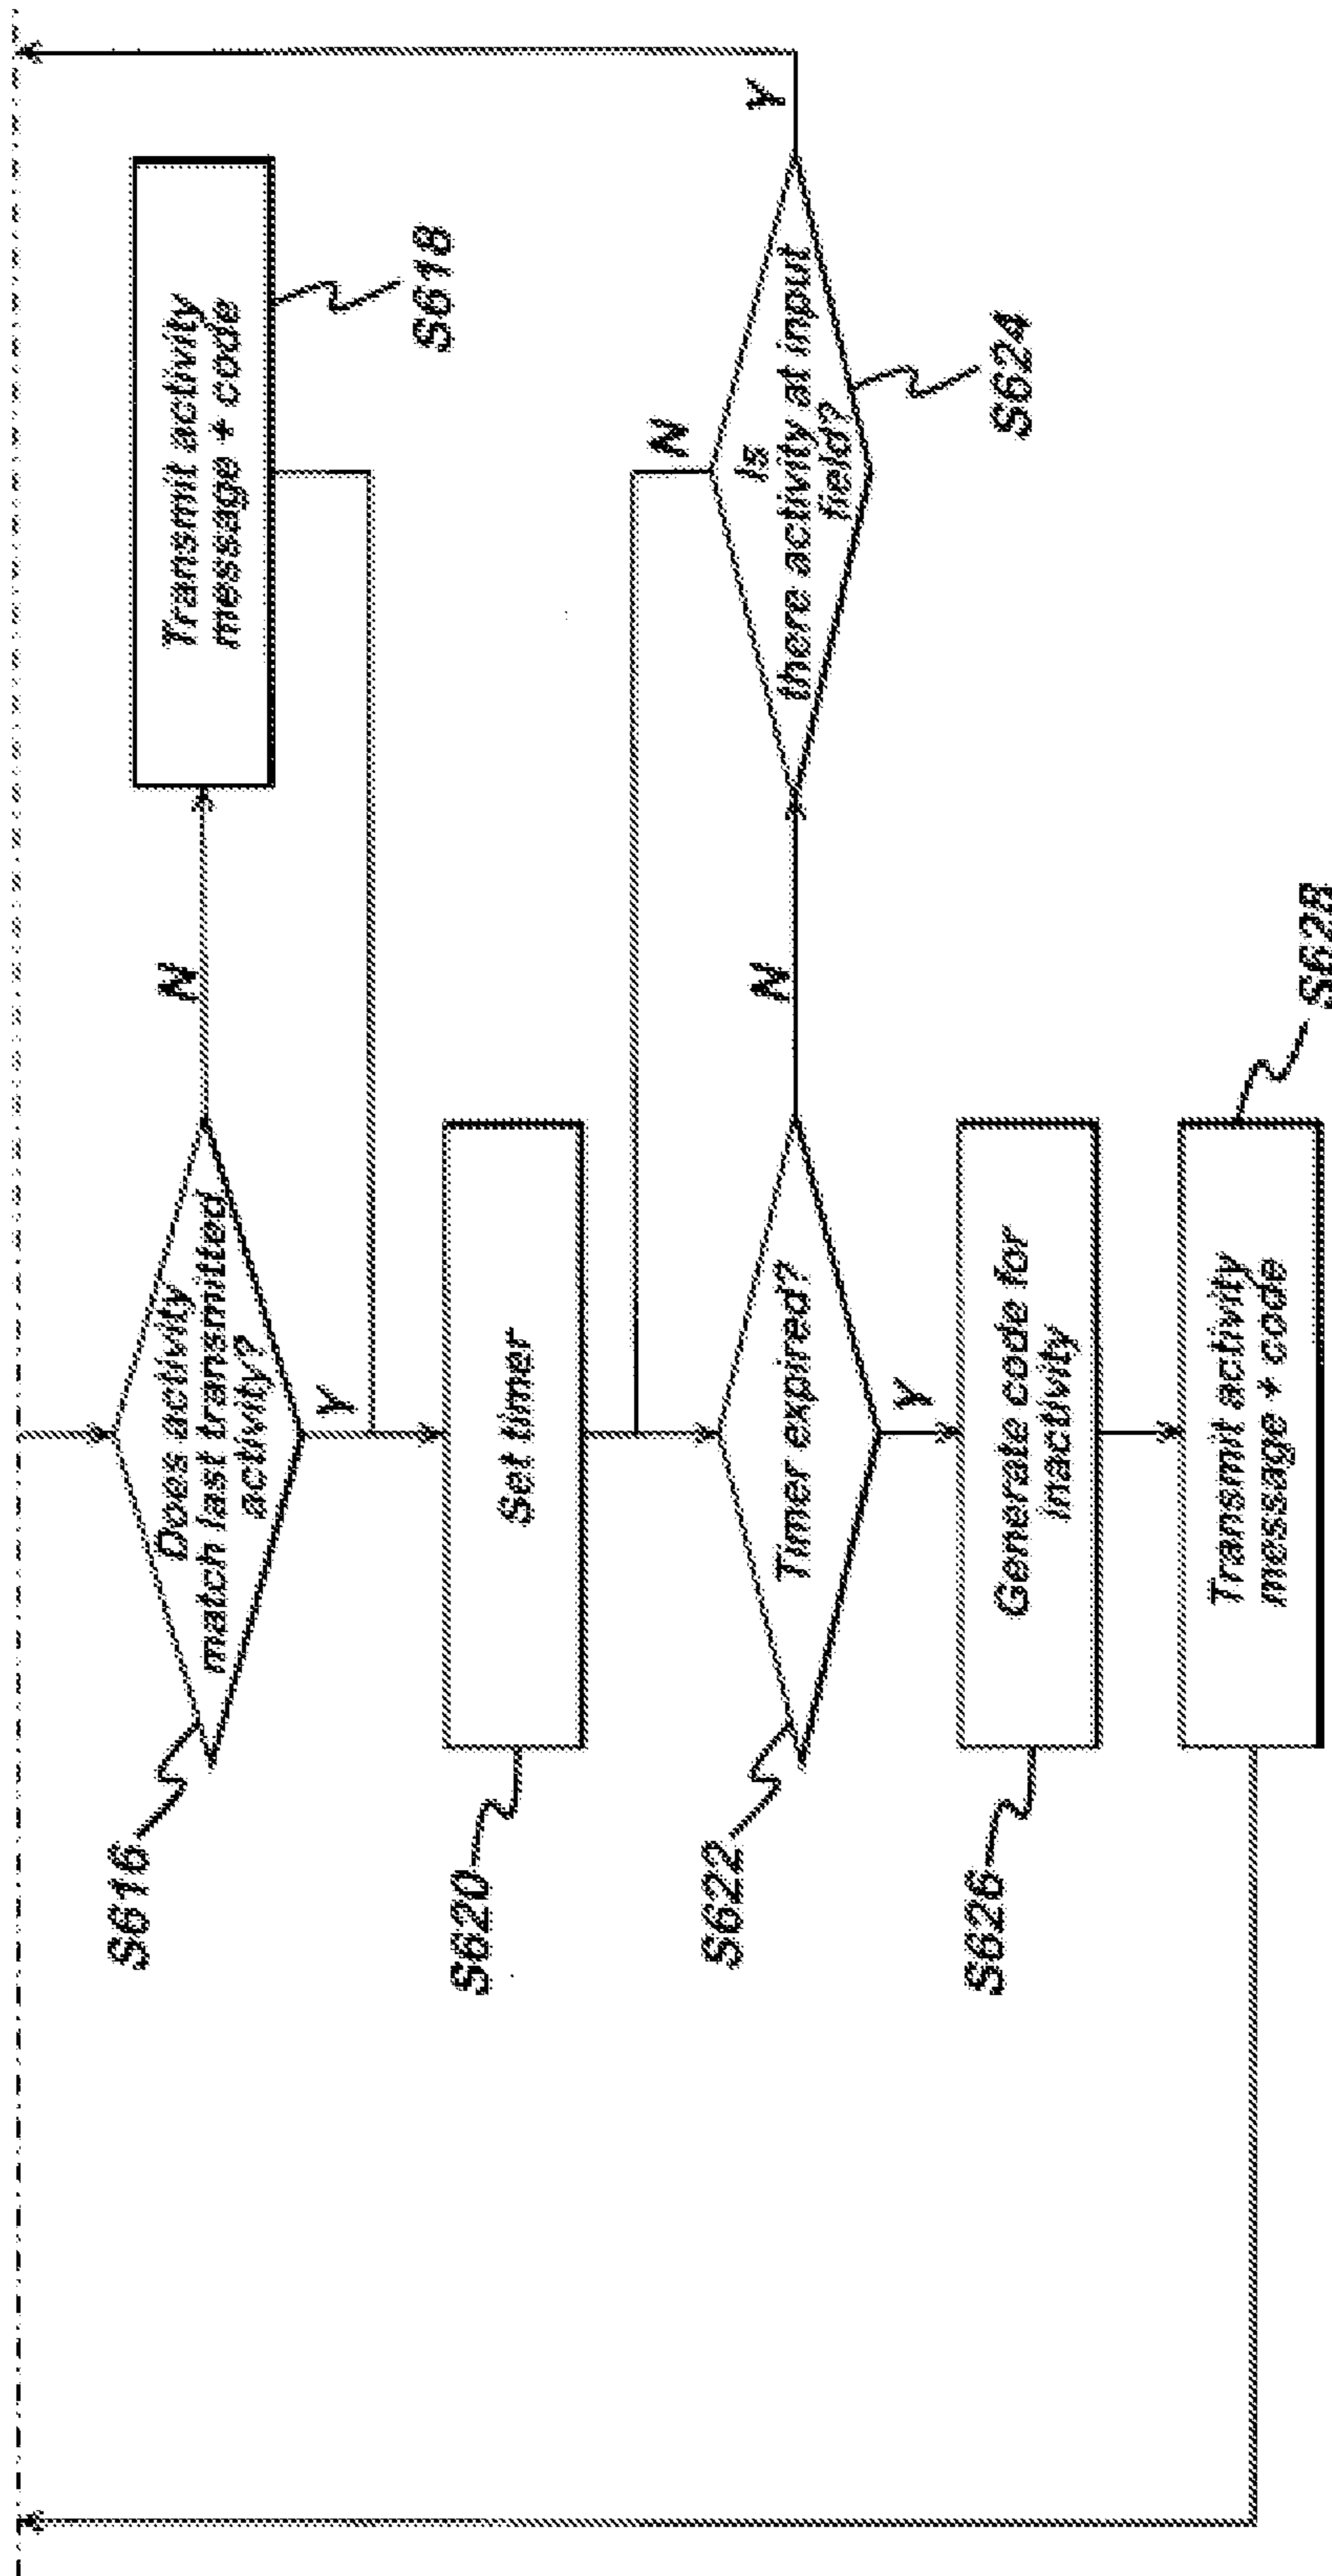 Does activity
match last transmitted
activity?
S616
N
Transmit activity
message + code
S618
Y
Set timer
S620
Timer expired?
S622
N
Is
there activity at input
field?
S624
N
Y
Y
Generate code for
inactivity
S626
Transmit activity
message + code
S628